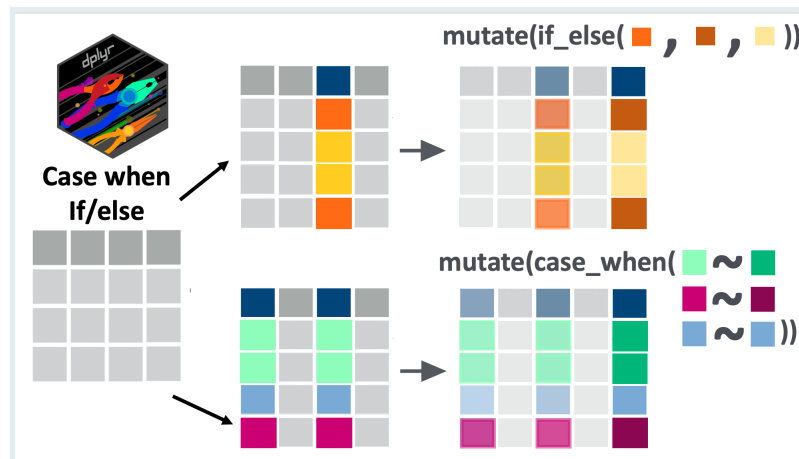 dplyr
mutate(if_else( , , ))
Case when
If/else
mutate(case_when( ~
~
~ ))